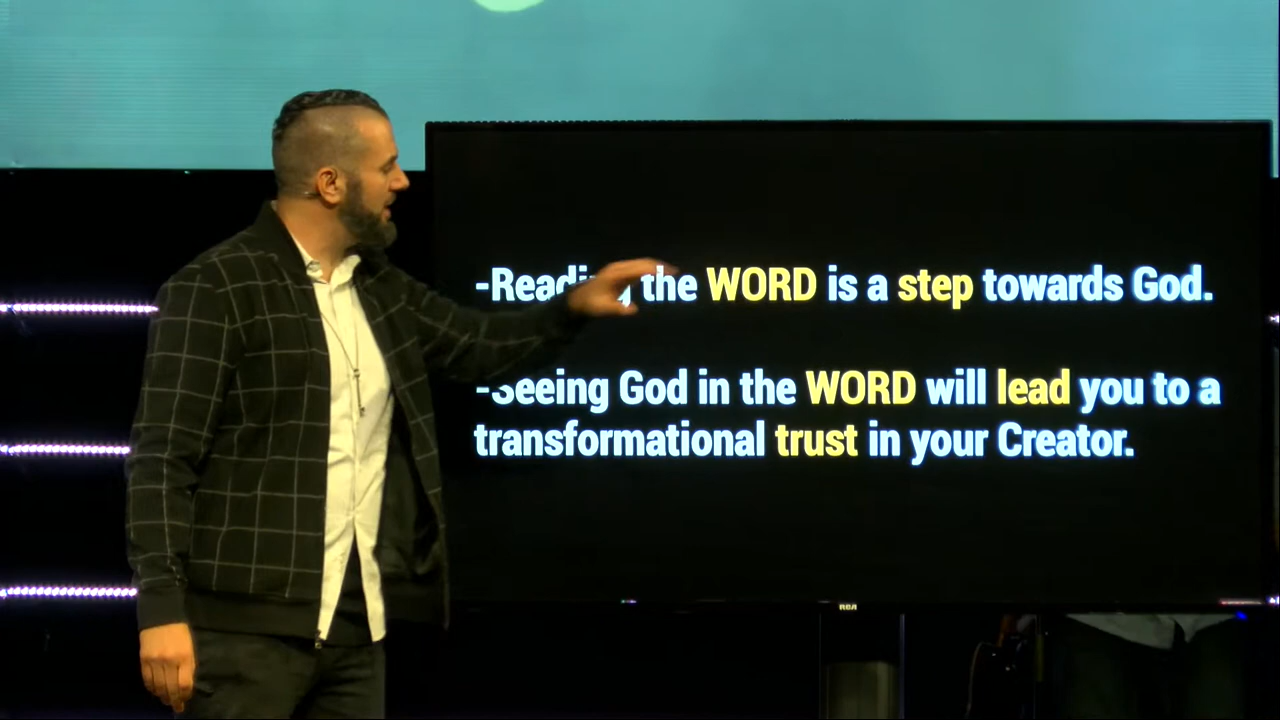 -Reading the WORD is a step towards God.
-Seeing God in the WORD will lead you to a
transformational trust in your Creator.
RCA